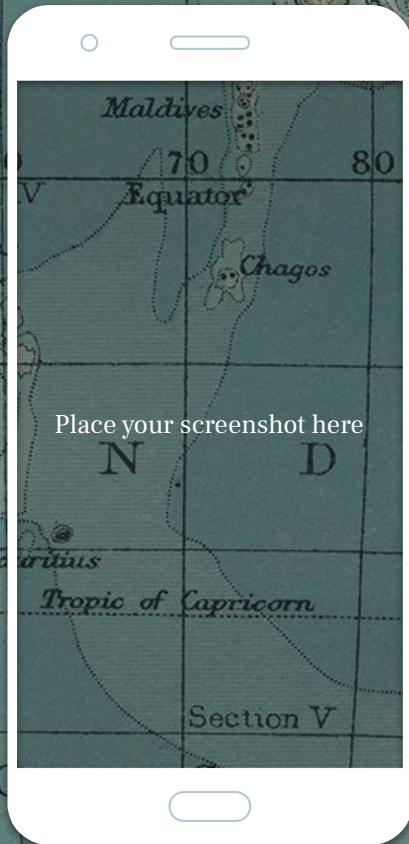 Maldives
70
80
Equator
Chagos
Place your screenshot here
N D
Tropic of Capricorn
Section V